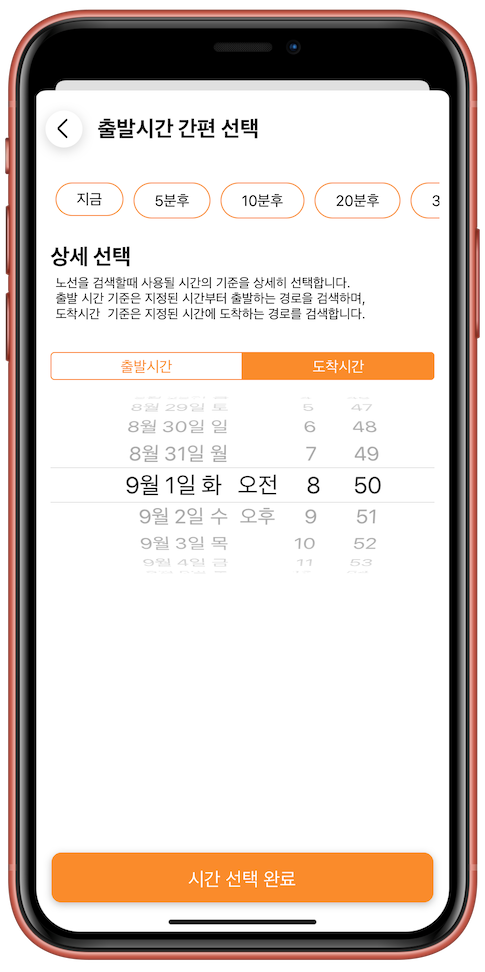 출발시간 간편 선택
지금 5분후 10분후 20분후 3
상세 선택
노선을 검색할때 사용될 시간의 기준을 상세히 선택합니다.
출발 시간 기준은 지정된 시간부터 출발하는 경로를 검색하며,
도착시간 기준은 지정된 시간에 도착하는 경로를 검색합니다.
출발시간 도착시간
8월 29일 토 5 47
8월 30일 일 6 48
8월 31일 월 7 49
9월 1일 화 오전 8 50
9월 2일 수 오후 9 51
9월 3일 목 10 52
9월 4일 금 11 53
시간 선택 완료